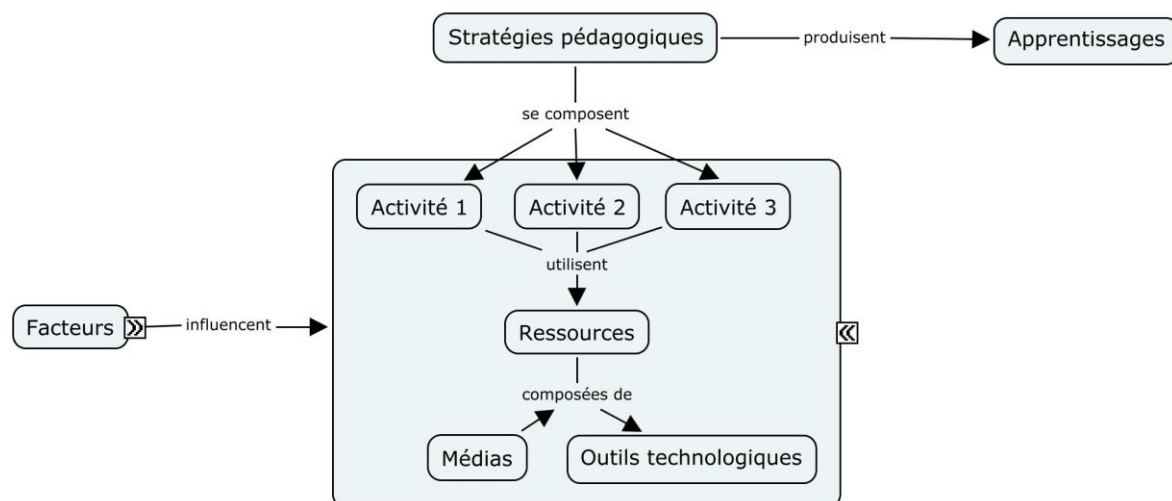 Stratégies pédagogiques
produisent
Apprentissages
se composent
Activité 1
Activité 2
Activité 3
utilisent
Facteurs
influencent
Ressources
composées de
Médias
Outils technologiques